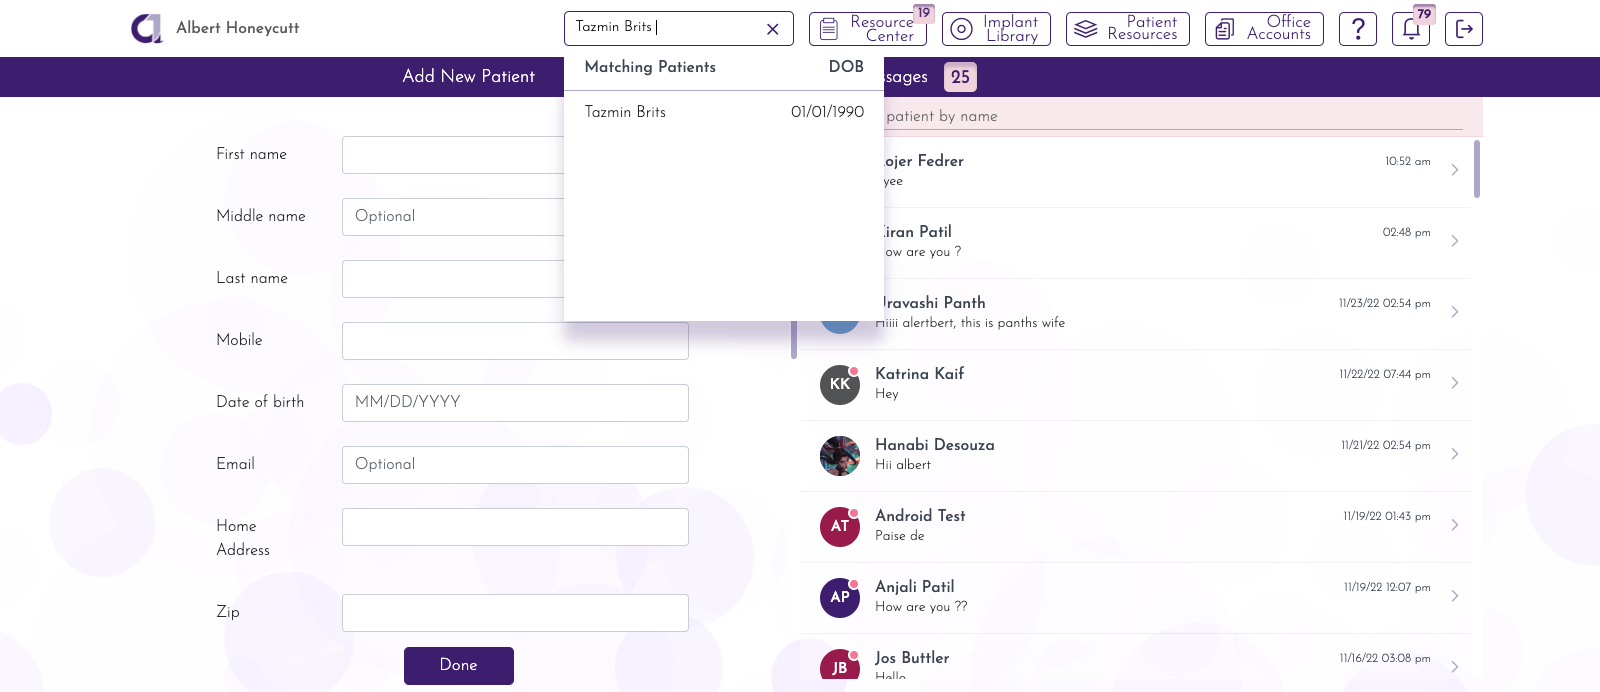 Albert Honeycutt
Tazmin Brits
Resource Center
19
Implant Library
Patient Resources
Office Accounts
?
79
Add New Patient
ssages 25
Matching Patients DOB
Tazmin Brits 01/01/1990
First name
Middle name Optional
Last name
Mobile
Date of birth MM/DD/YYYY
Email Optional
Home
Address
Zip
Done
patient by name
ojer Fedrer 10:52 am
yee
Kiran Patil 02:48 pm
ow are you ?
Uravashi Panth 11/23/22 02:54 pm
Hiiii alertbert, this is panths wife
KK Katrina Kaif 11/22/22 07:44 pm
Hey
Hanabi Desouza 11/21/22 02:54 pm
Hii albert
AT Android Test 11/19/22 01:43 pm
Paise de
AP Anjali Patil 11/19/22 12:07 pm
How are you ??
JB Jos Buttler 11/16/22 03:08 pm
Hello